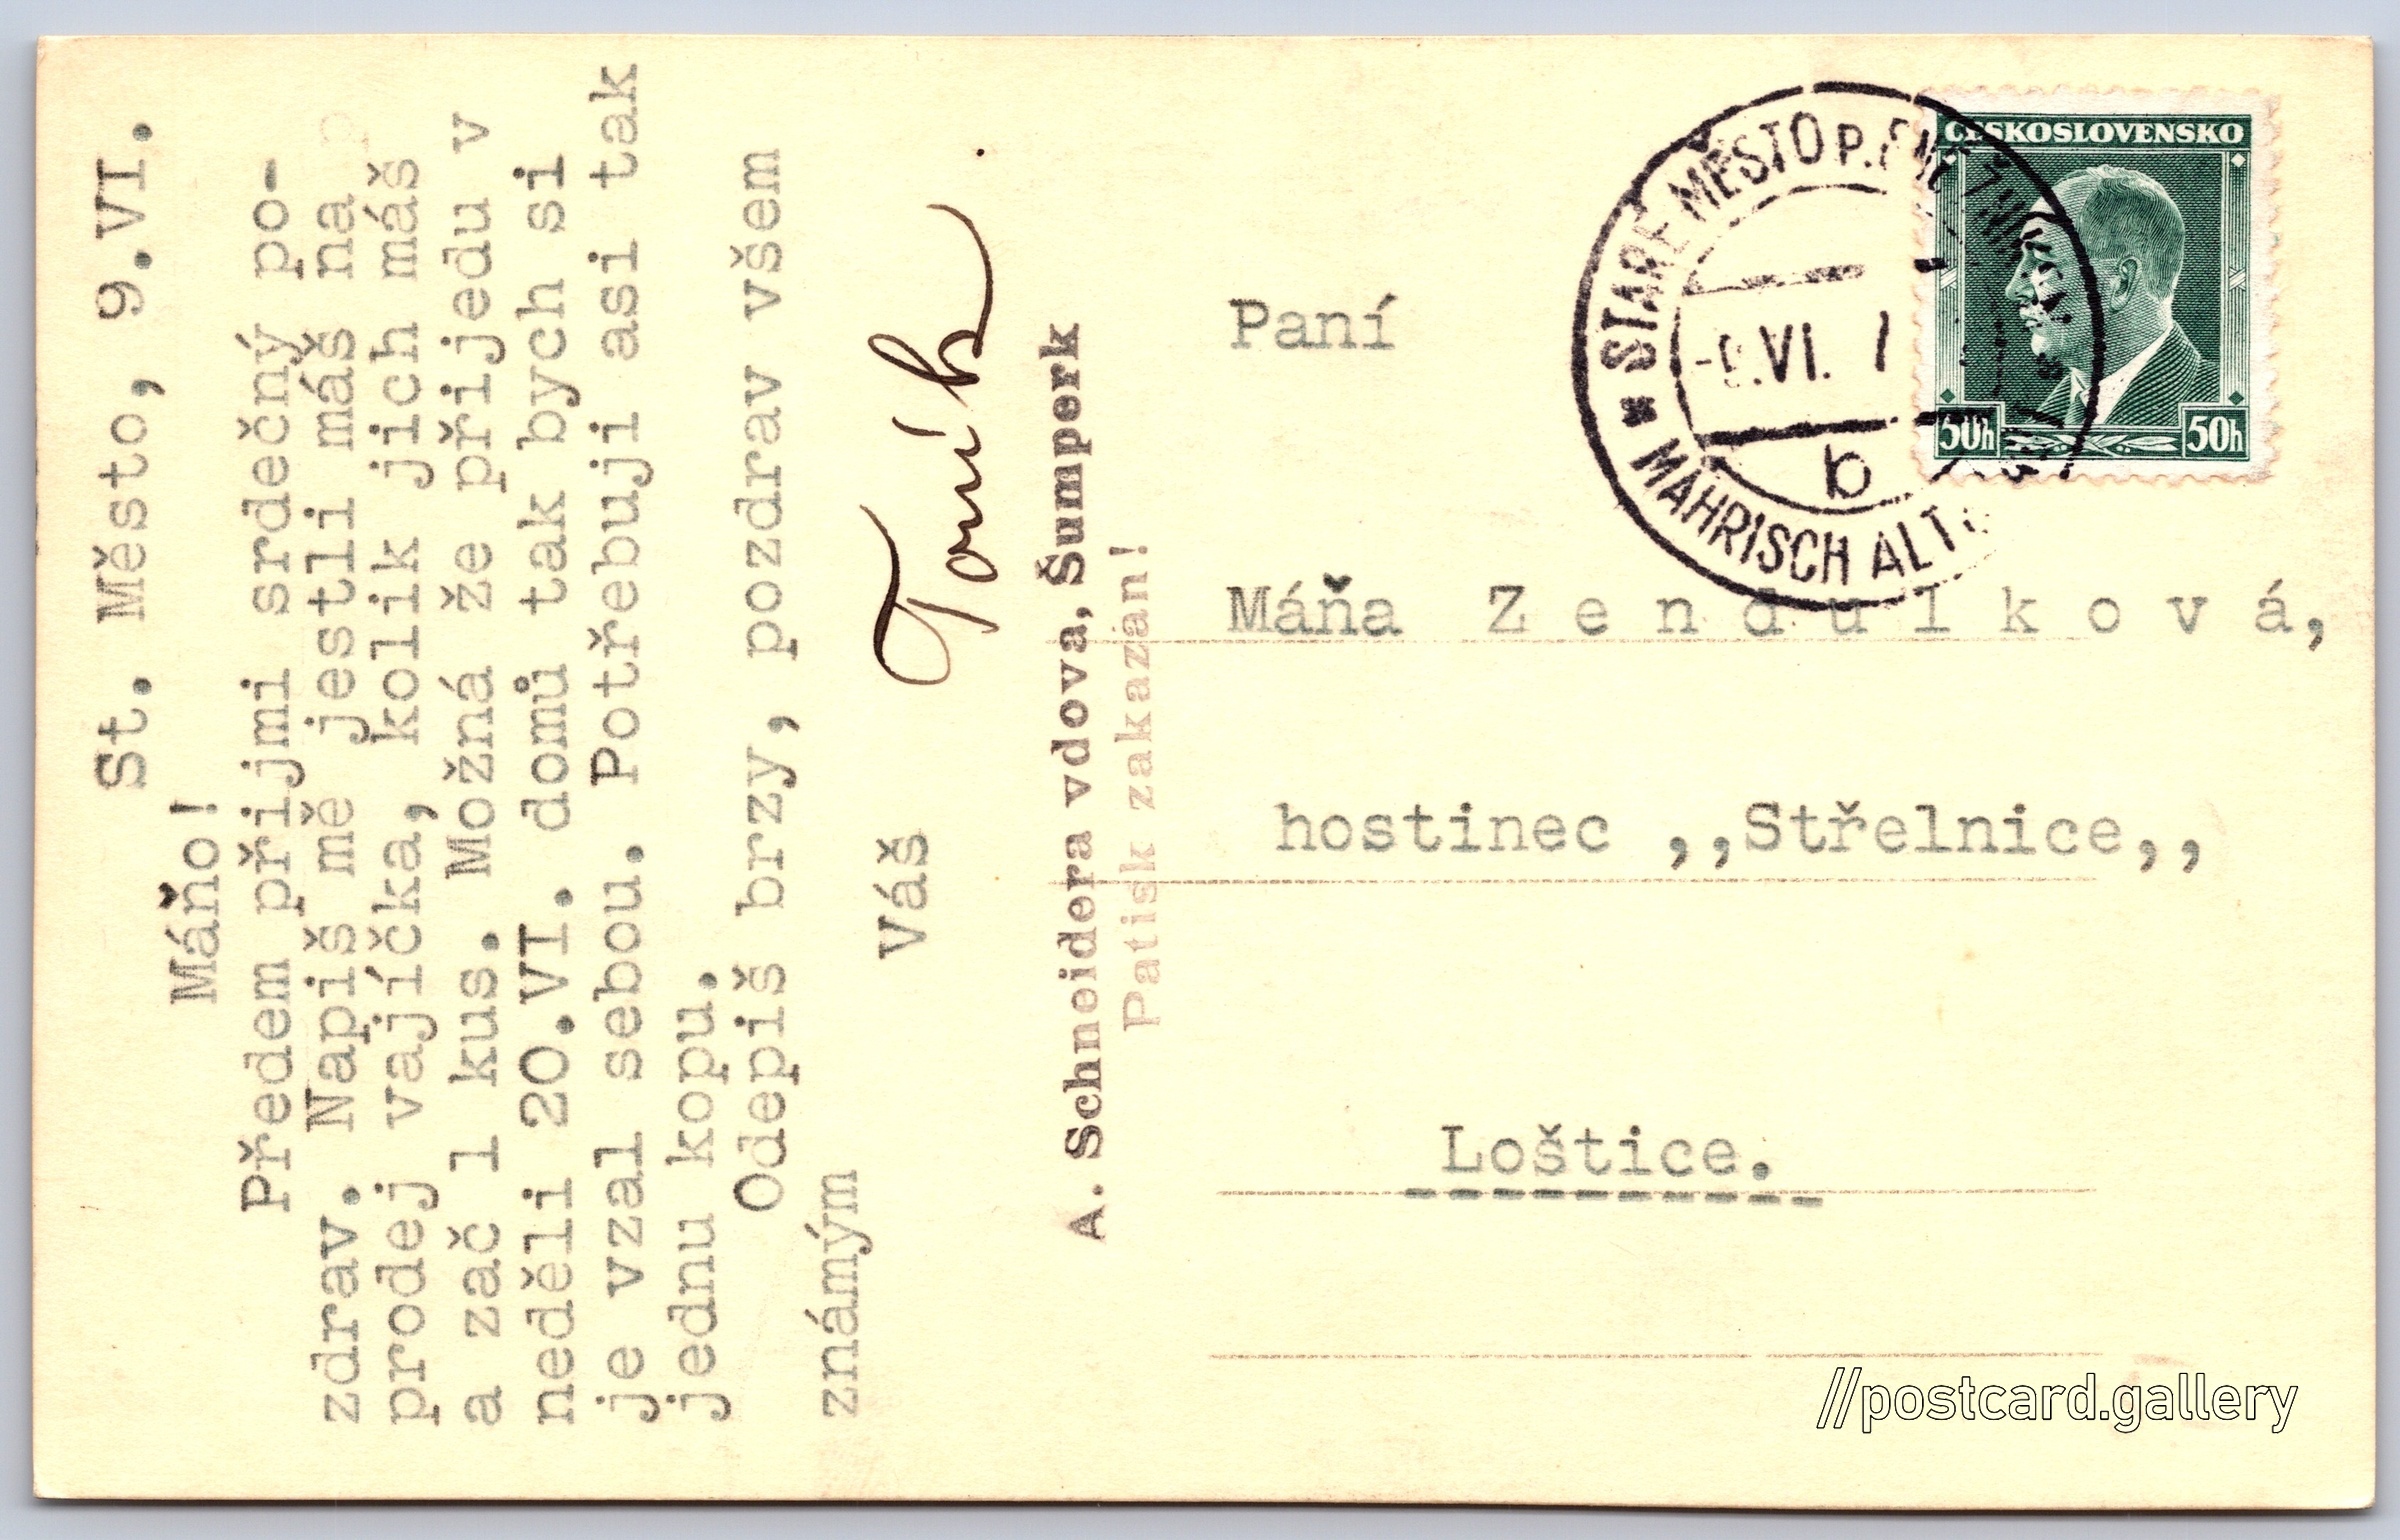 St. Město, 9.VI.
Máňo!
Předem přijmi srdečný po-
zdrav. Napiš mě jestli máš na
prodej vajíčka, kolik jich máš
a zač 1 kus. Možná že přijedu v
neděli 20.VI. domů tak bych si
je vzal sebou. Potřebuji asi tak
jednu kopu.
Odepiš brzy, pozdrav všem
známým
Váš
Toník
A. Schneidera vdova, Šumperk
Patisk zakázán!
STARÉ MĚSTO P.
VI.
b
MÄHRISCH ALT
ČESKOSLOVENSKO
50h 50h
Paní
Máňa Zendulková,
hostinec ,,Střelnice,,
Loštice.
//postcard.gallery